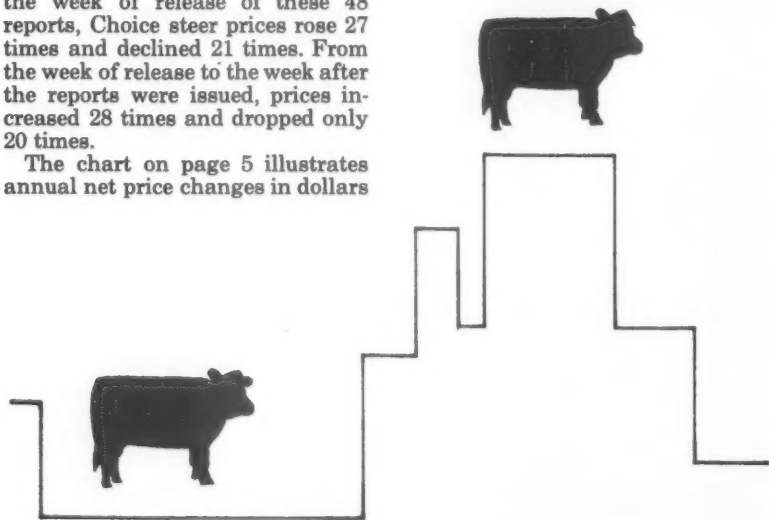 the week of release of these 48
reports, Choice steer prices rose 27
times and declined 21 times. From
the week of release to the week after
the reports were issued, prices in-
creased 28 times and dropped only
20 times.
The chart on page 5 illustrates
annual net price changes in dollars